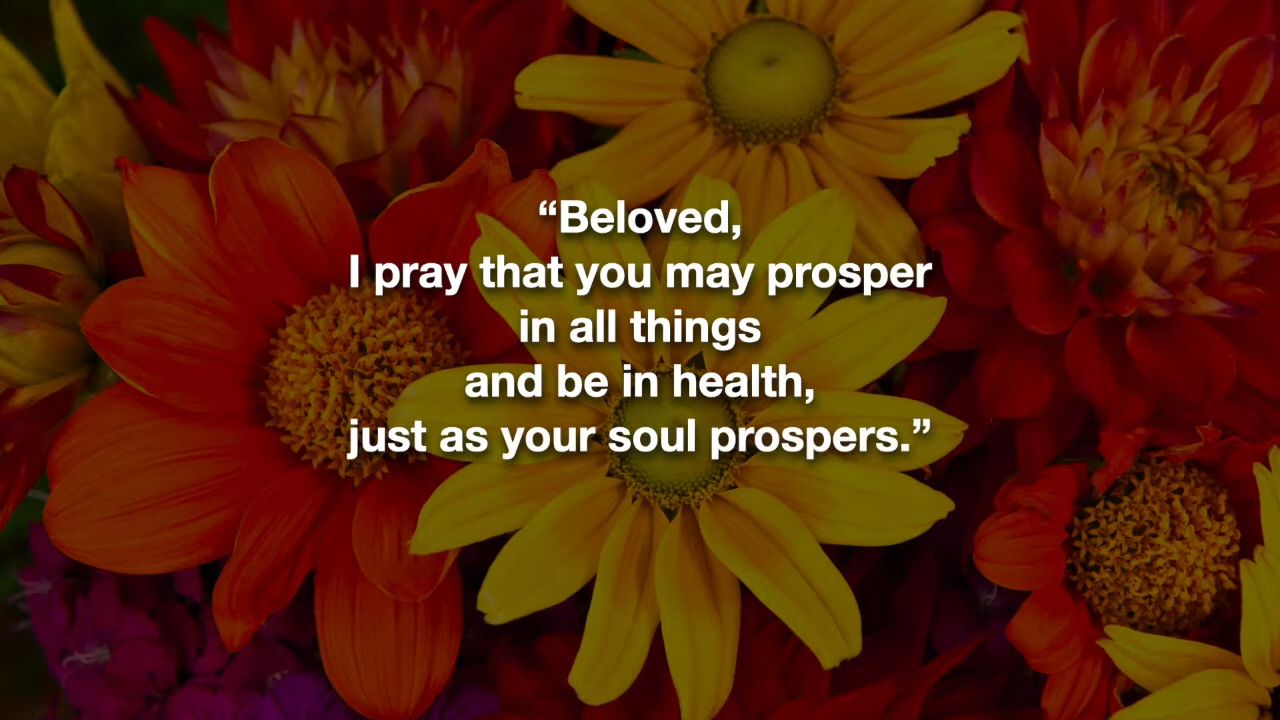 “Beloved,
I pray that you may prosper
in all things
and be in health,
just as your soul prospers.”